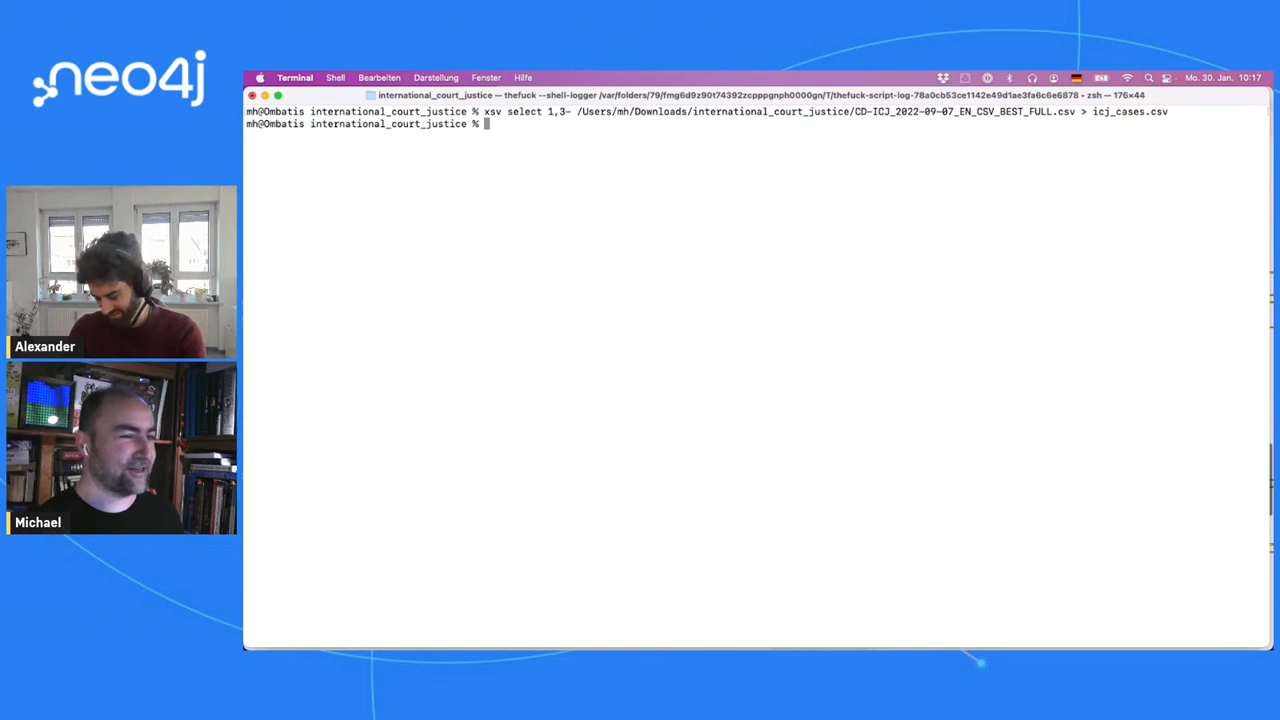 neo4j
Terminal Shell Bearbeiten Darstellung Fenster Hilfe Mo. 30. Jan. 10:17
international_court_justice — thefuck --shell-logger /var/folders/79/fmg6d9z90t74392zcpppgnph0000gn/T/thefuck-script-log-78a0cb53ce1142e49d1ae3fa6c6e6878 • zsh — 176×44
mh@Ombatis international_court_justice % xsv select 1,3- /Users/mh/Downloads/international_court_justice/CD-ICJ_2022-09-07_EN_CSV_BEST_FULL.csv > icj_cases.csv
mh@Ombatis international_court_justice %
Alexander
Michael